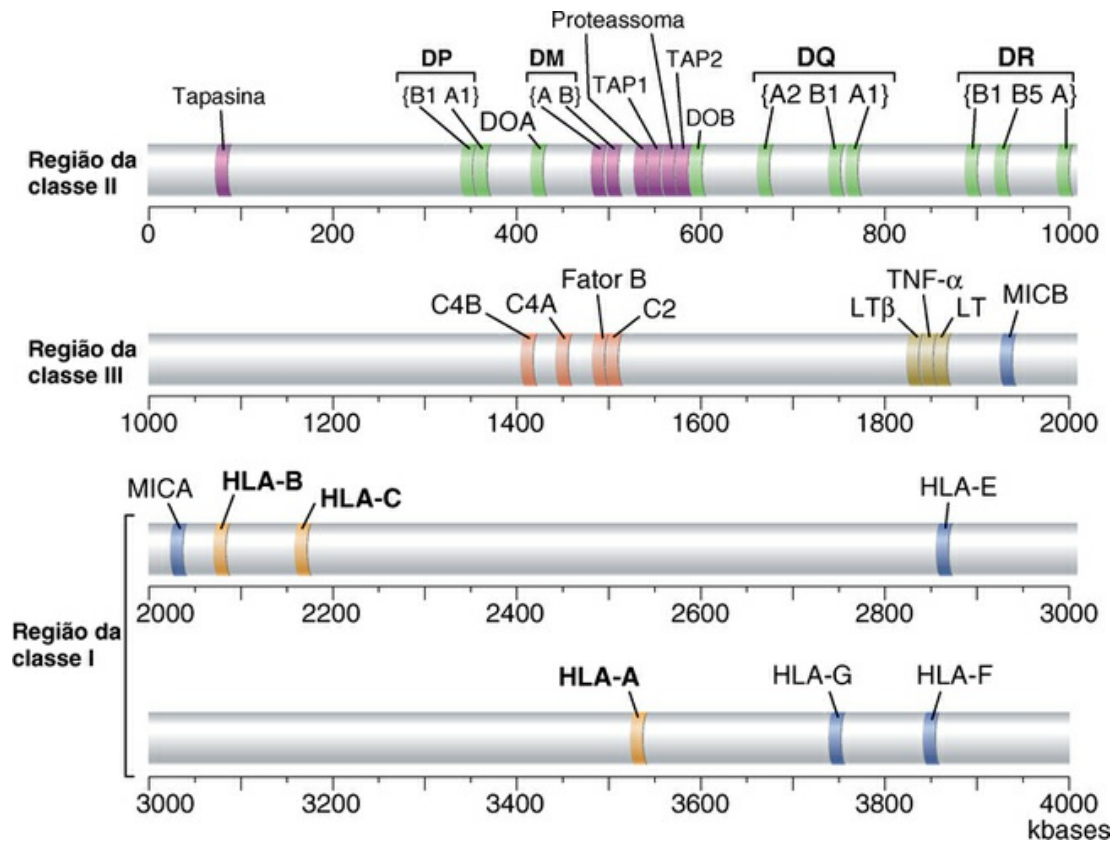 Proteassoma
DP DM TAP2 DQ DR
Tapasina {B1 A1} {A B} TAP1 {A2 B1 A1} {B1 B5 A}
DOA DOB
Região da
classe II
0 200 400 600 800 1000
Fator B TNF-α
C4B C4A C2 LTβ LT MICB
Região da
classe III
1000 1200 1400 1600 1800 2000
MICA HLA-B HLA-C HLA-E
2000 2200 2400 2600 2800 3000
Região da
classe I
HLA-A HLA-G HLA-F
3000 3200 3400 3600 3800 4000
kbases